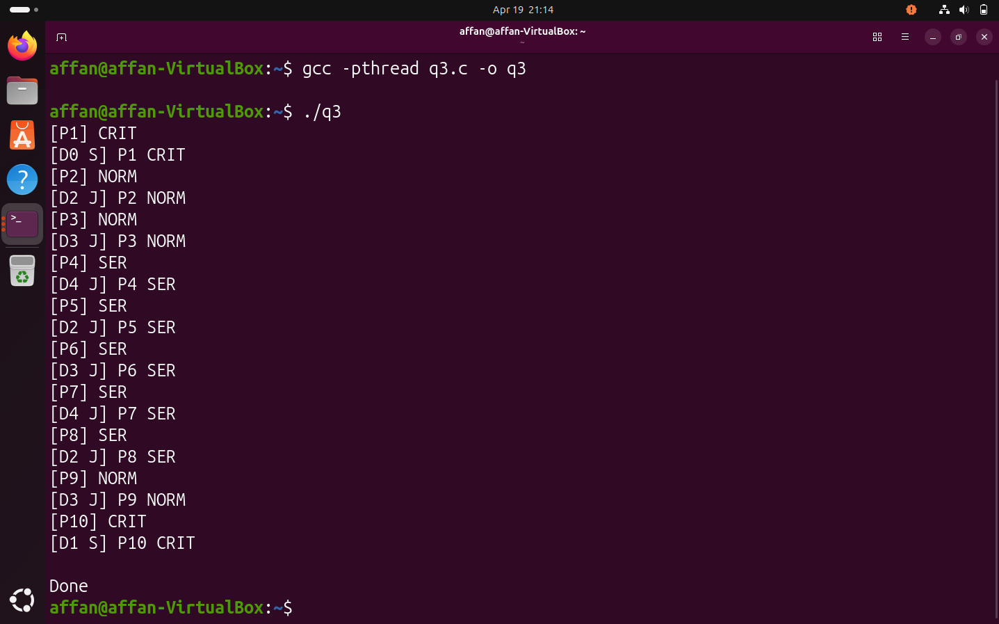 Apr 19 21:14
affan@affan-VirtualBox: ~
~
affan@affan-VirtualBox:~$ gcc -pthread q3.c -o q3
affan@affan-VirtualBox:~$ ./q3
[P1] CRIT
[D0 S] P1 CRIT
[P2] NORM
[D2 J] P2 NORM
[P3] NORM
[D3 J] P3 NORM
[P4] SER
[D4 J] P4 SER
[P5] SER
[D2 J] P5 SER
[P6] SER
[D3 J] P6 SER
[P7] SER
[D4 J] P7 SER
[P8] SER
[D2 J] P8 SER
[P9] NORM
[D3 J] P9 NORM
[P10] CRIT
[D1 S] P10 CRIT
Done
affan@affan-VirtualBox:~$